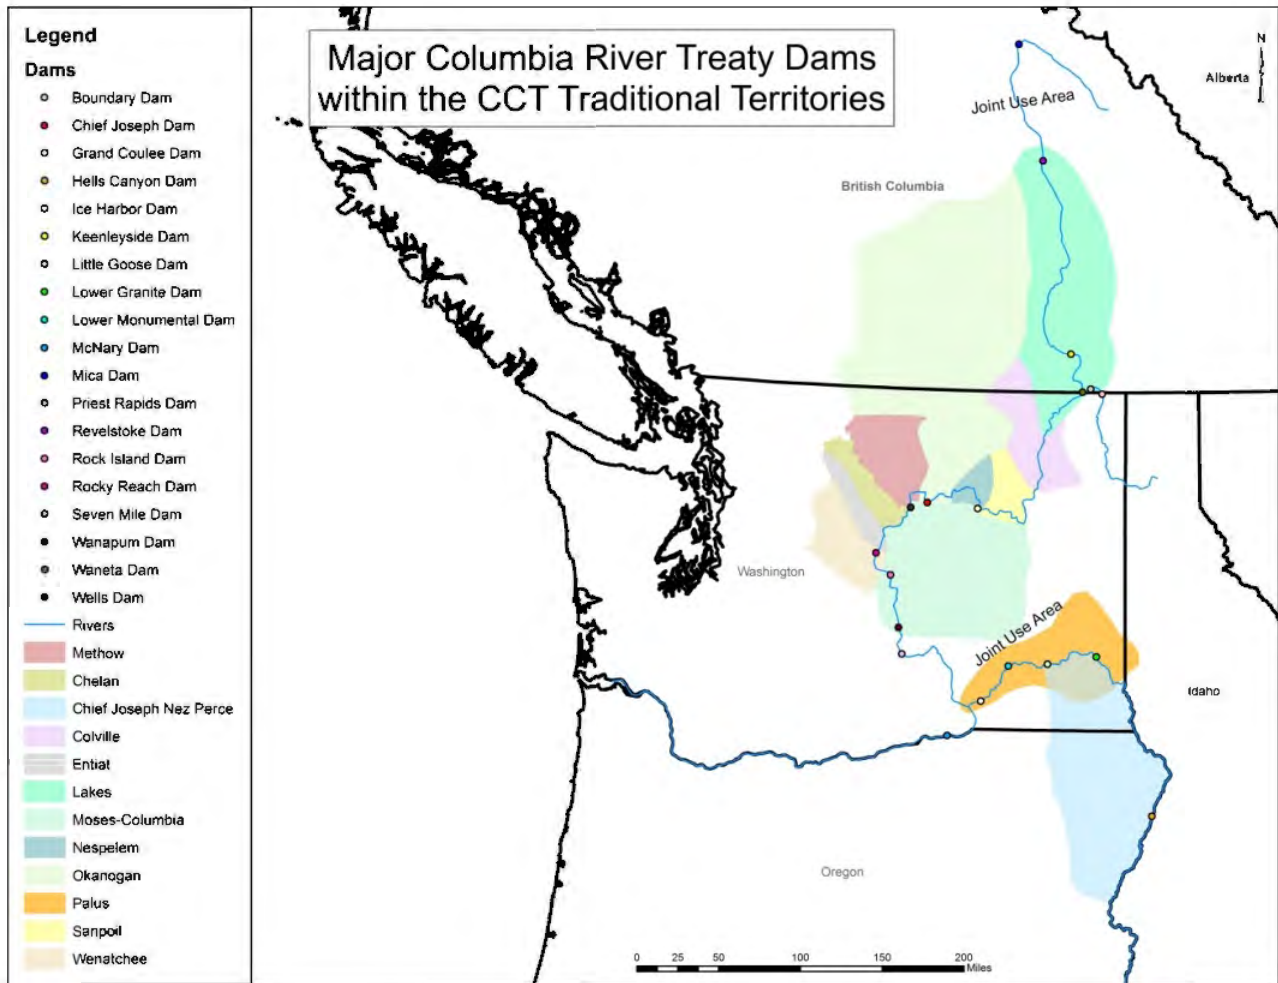 Legend
Dams
Boundary Dam
Chief Joseph Dam
Grand Coulee Dam
Hells Canyon Dam
Ice Harbor Dam
Keenleyside Dam
Little Goose Dam
Lower Granite Dam
Lower Monumental Dam
McNary Dam
Mica Dam
Priest Rapids Dam
Revelstoke Dam
Rock Island Dam
Rocky Reach Dam
Seven Mile Dam
Wanapum Dam
Waneta Dam
Wells Dam
Rivers
Methow
Chelan
Chief Joseph Nez Perce
Colville
Entiat
Lakes
Moses-Columbia
Nespelem
Okanogan
Palus
Sanpoil
Wenatchee
Major Columbia River Treaty Dams
within the CCT Traditional Territories
N
Alberta
Joint Use Area
British Columbia
Washington
Joint Use Area
Idaho
Oregon
0 25 50 100 150 200
Miles